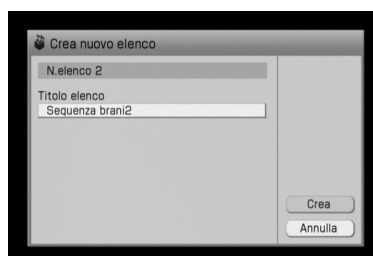 Crea nuovo elenco
N.elenco 2
Titolo elenco
Sequenza brani2
Crea
Annulla